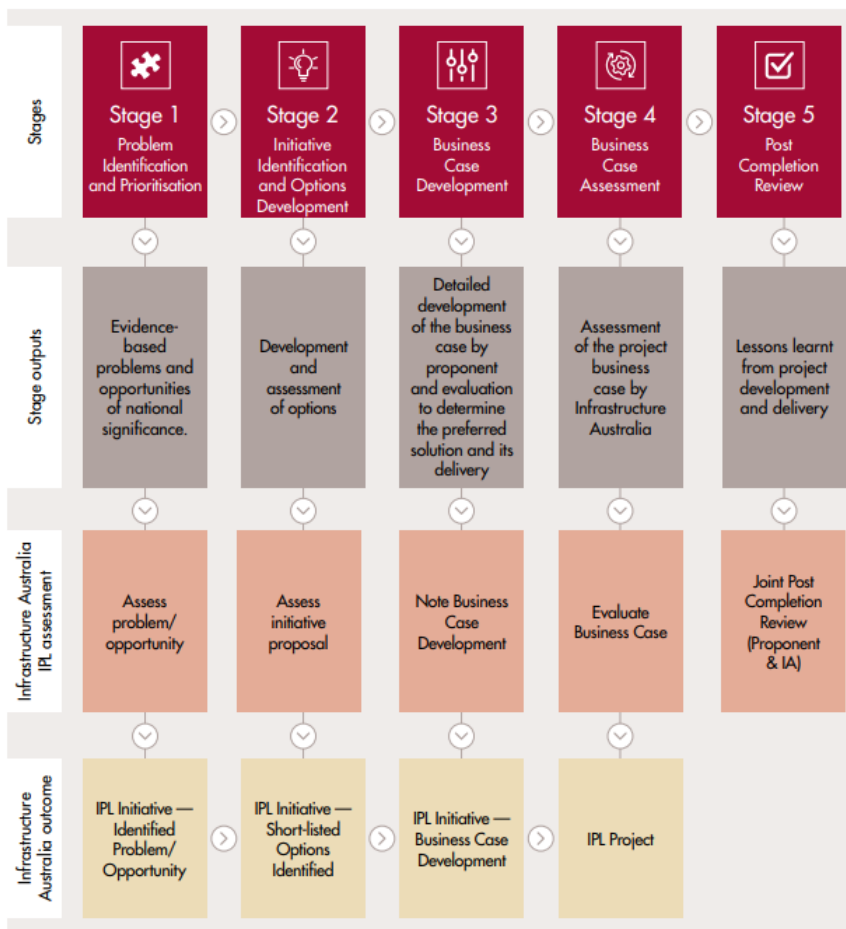 Stages
Stage 1
Problem
Identification
and Prioritisation
Stage 2
Initiative
Identification
and Options
Development
Stage 3
Business
Case
Development
Stage 4
Business
Case
Assessment
Stage 5
Post
Completion
Review
Stage outputs
Evidence-
based
problems and
opportunities
of national
significance.
Development
and
assessment
of options
Detailed
development
of the business
case by
proponent
and evaluation
to determine
the preferred
solution and its
delivery
Assessment
of the project
business
case by
Infrastructure
Australia
Lessons learnt
from project
development
and delivery
Infrastructure Australia
IPL assessment
Assess
problem/
opportunity
Assess
initiative
proposal
Note Business
Case
Development
Evaluate
Business Case
Joint Post
Completion
Review
(Proponent
& IA)
Infrastructure
Australia outcome
IPL Initiative —
Identified
Problem/
Opportunity
IPL Initiative —
Short-listed
Options
Identified
IPL Initiative —
Business Case
Development
IPL Project